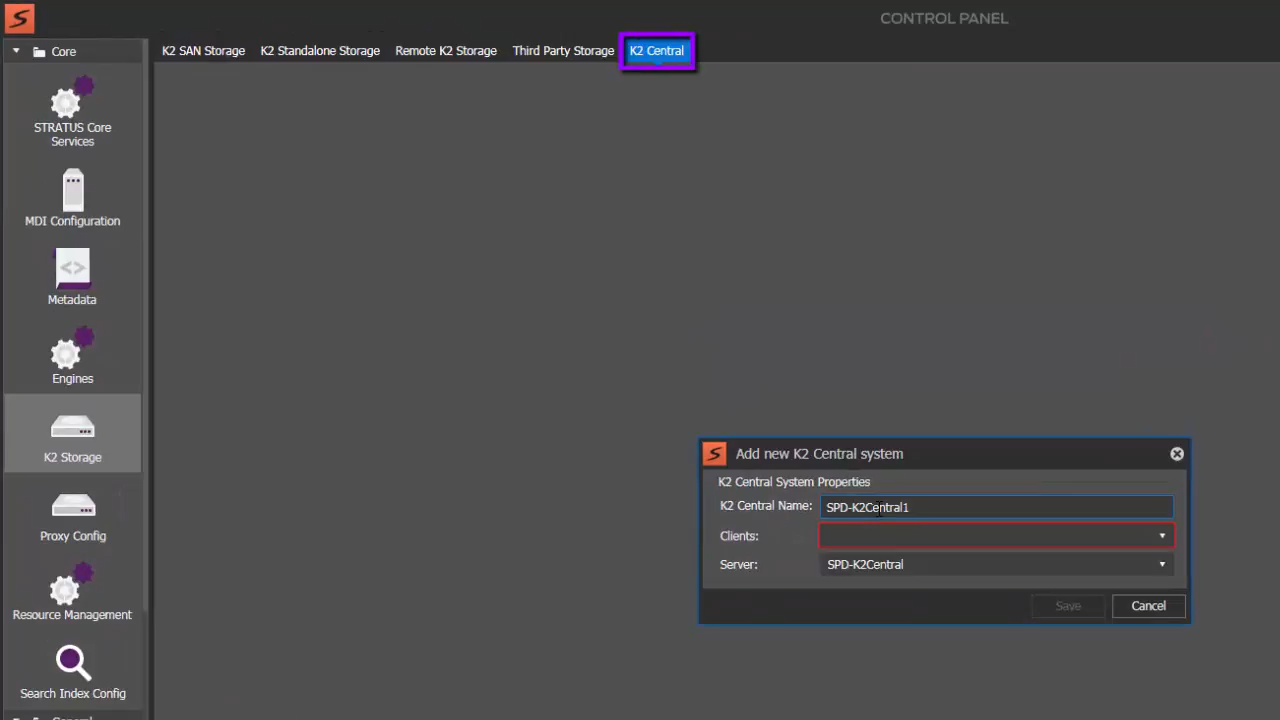 CONTROL PANEL
Core
K2 SAN Storage
K2 Standalone Storage
Remote K2 Storage
Third Party Storage
K2 Central
STRATUS Core
Services
MDI Configuration
Metadata
Engines
K2 Storage
Proxy Config
Resource Management
Search Index Config
General
Add new K2 Central system
K2 Central System Properties
K2 Central Name: SPD-K2Central1
Clients:
Server: SPD-K2Central
Save
Cancel